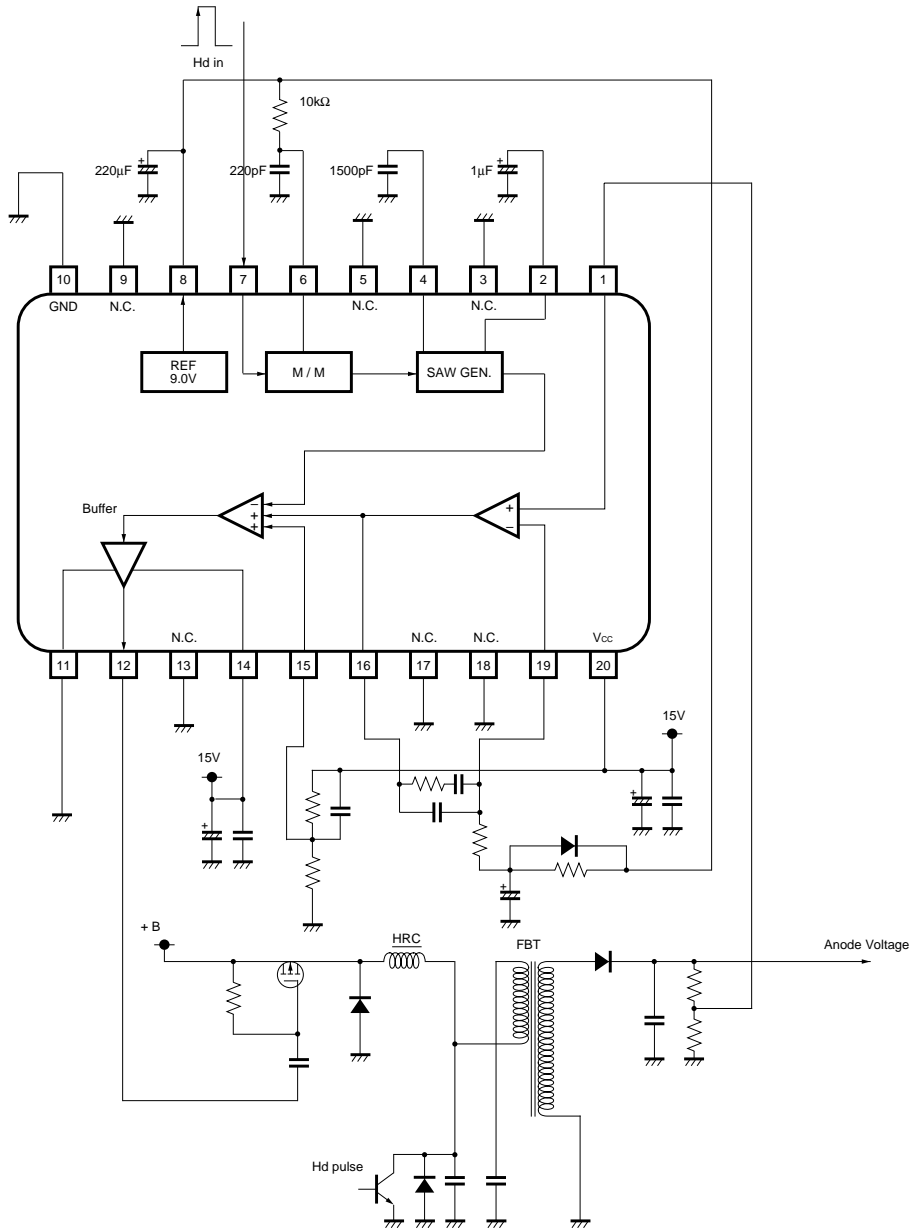 Hd in
10kΩ
220μF
220pF
1500pF
1μF
10
9
8
7
6
5
4
3
2
1
GND
N.C.
N.C.
N.C.
REF
9.0V
M / M
SAW GEN.
Buffer
−
+
+
+
−
N.C.
N.C.
N.C.
Vcc
11
12
13
14
15
16
17
18
19
20
15V
15V
+
+
+
+ B
HRC
FBT
Anode Voltage
Hd pulse